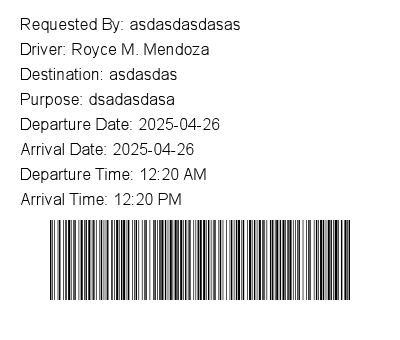 Requested By: asdasdasdasas
Driver: Royce M. Mendoza
Destination: asdasdas
Purpose: dsadasdasa
Departure Date: 2025-04-26
Arrival Date: 2025-04-26
Departure Time: 12:20 AM
Arrival Time: 12:20 PM